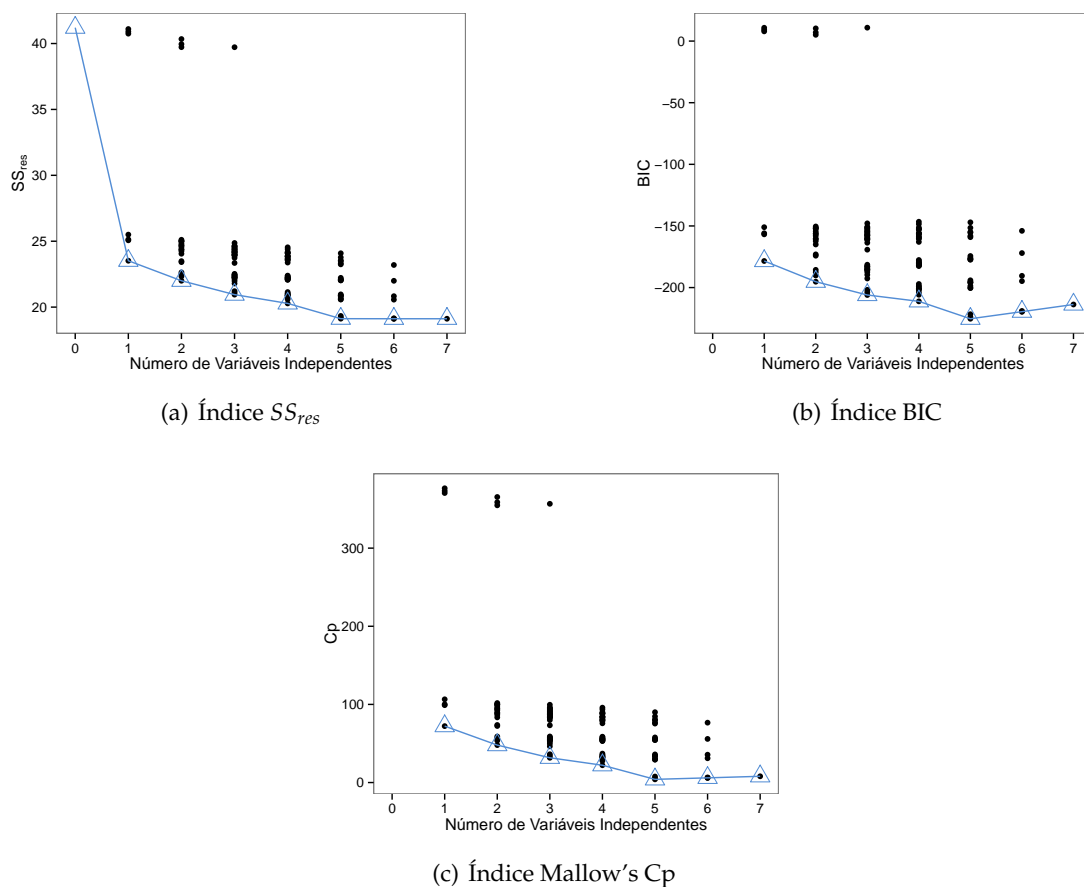 40
35
30
25
20
SS_res
0 1 2 3 4 5 6 7
Número de Variáveis Independentes
(a) Índice SS_res
0
−50
−100
−150
−200
BIC
0 1 2 3 4 5 6 7
Número de Variáveis Independentes
(b) Índice BIC
300
200
100
0
Cp
0 1 2 3 4 5 6 7
Número de Variáveis Independentes
(c) Índice Mallow's Cp